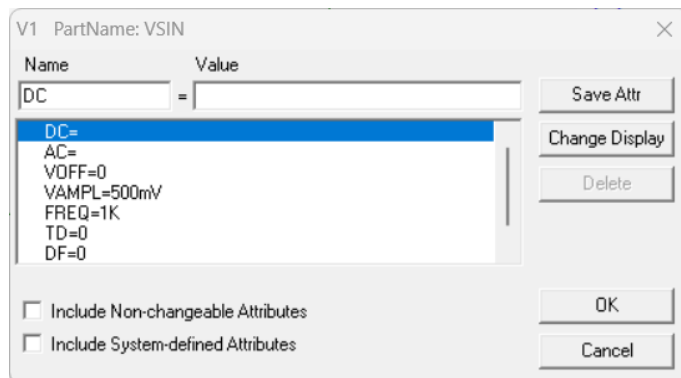 V1 PartName: VSIN
Name Value
DC =
Save Attr
DC=
AC=
VOFF=0
VAMPL=500mV
FREQ=1K
TD=0
DF=0
Change Display
Delete
Include Non-changeable Attributes
Include System-defined Attributes
OK
Cancel